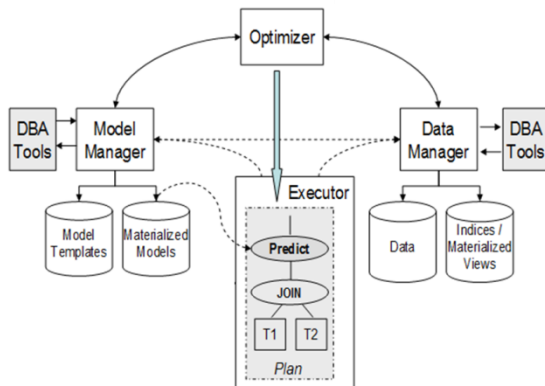 Optimizer
DBA
Tools
Model
Manager
Data
Manager
DBA
Tools
Executor
Model
Templates
Materialized
Models
Predict
JOIN
T1
T2
Plan
Data
Indices /
Materialized
Views